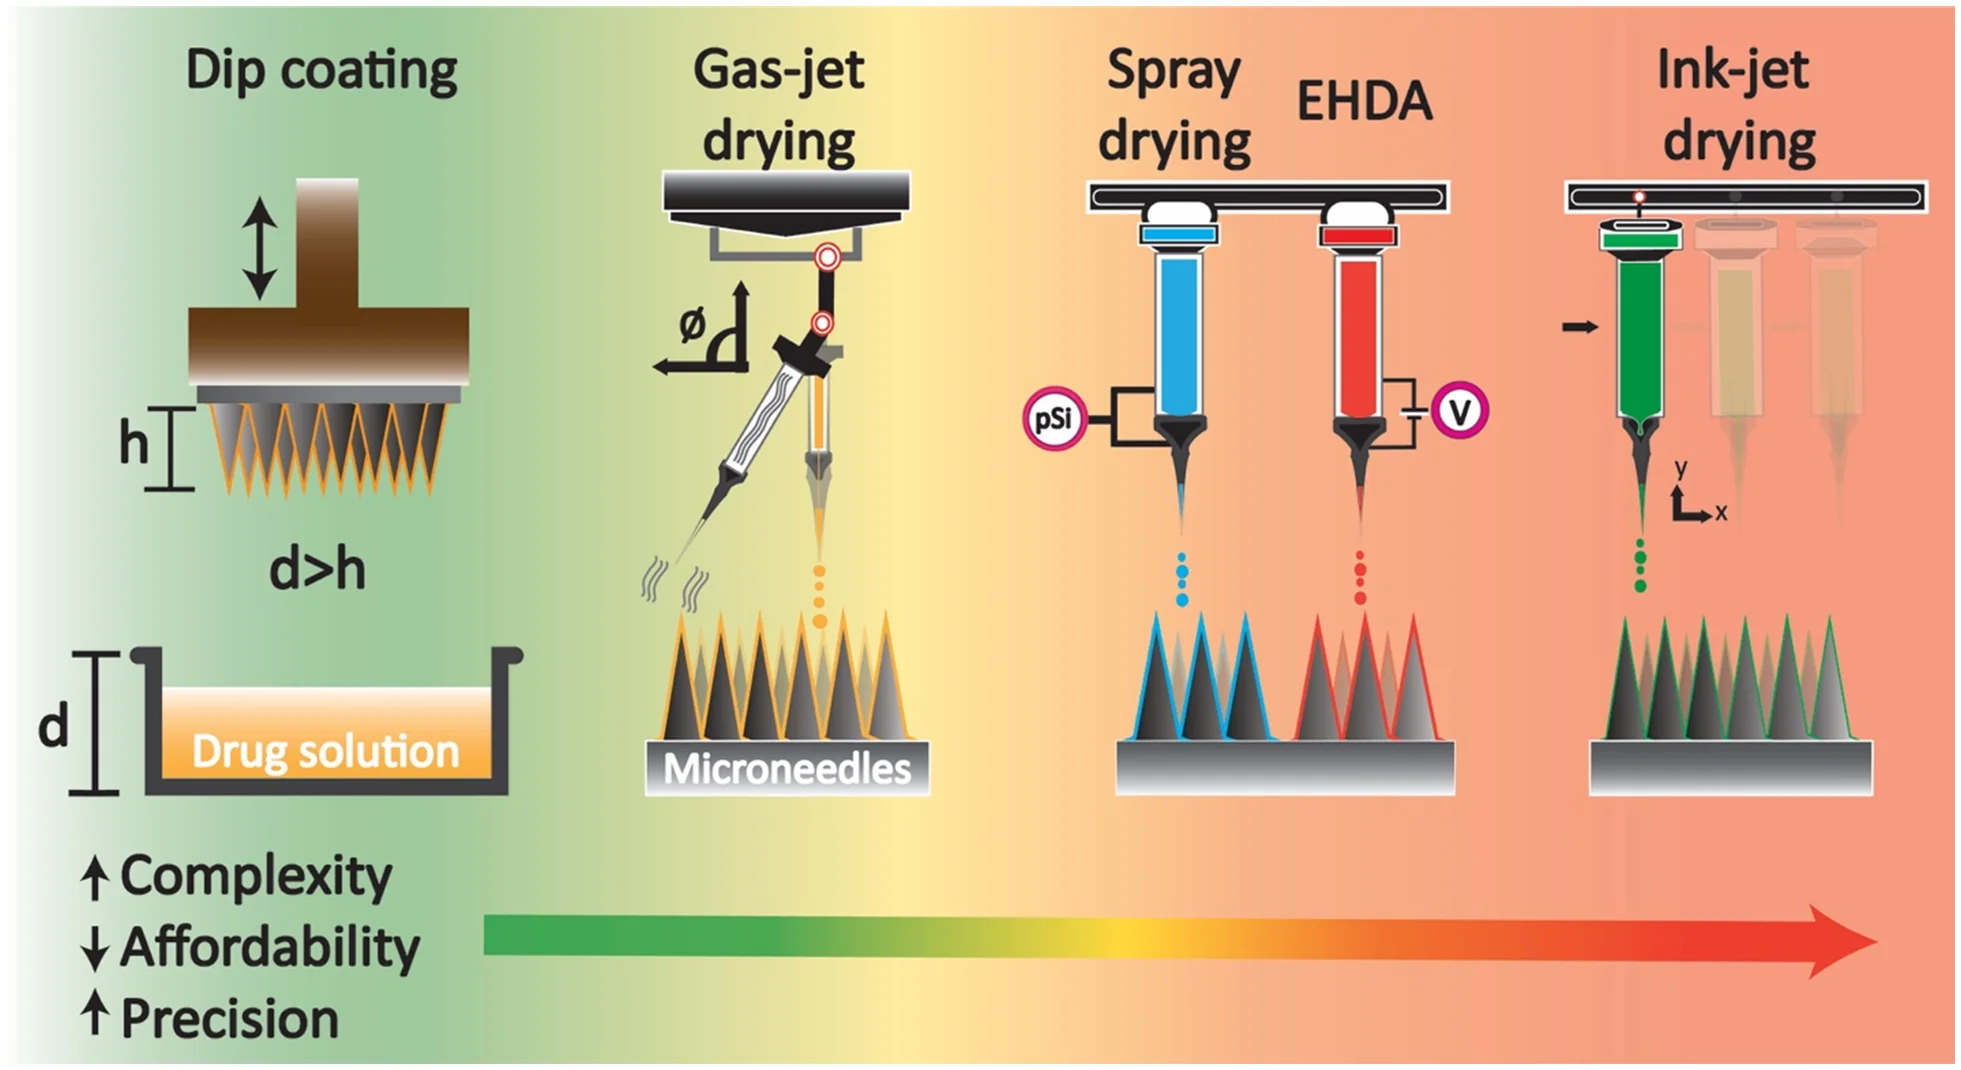 Dip coating
Gas-jet
drying
Spray
drying
EHDA
Ink-jet
drying
h
d>h
d
Drug solution
ø
Microneedles
pSi
V
y
x
↑ Complexity
↓ Affordability
↑ Precision